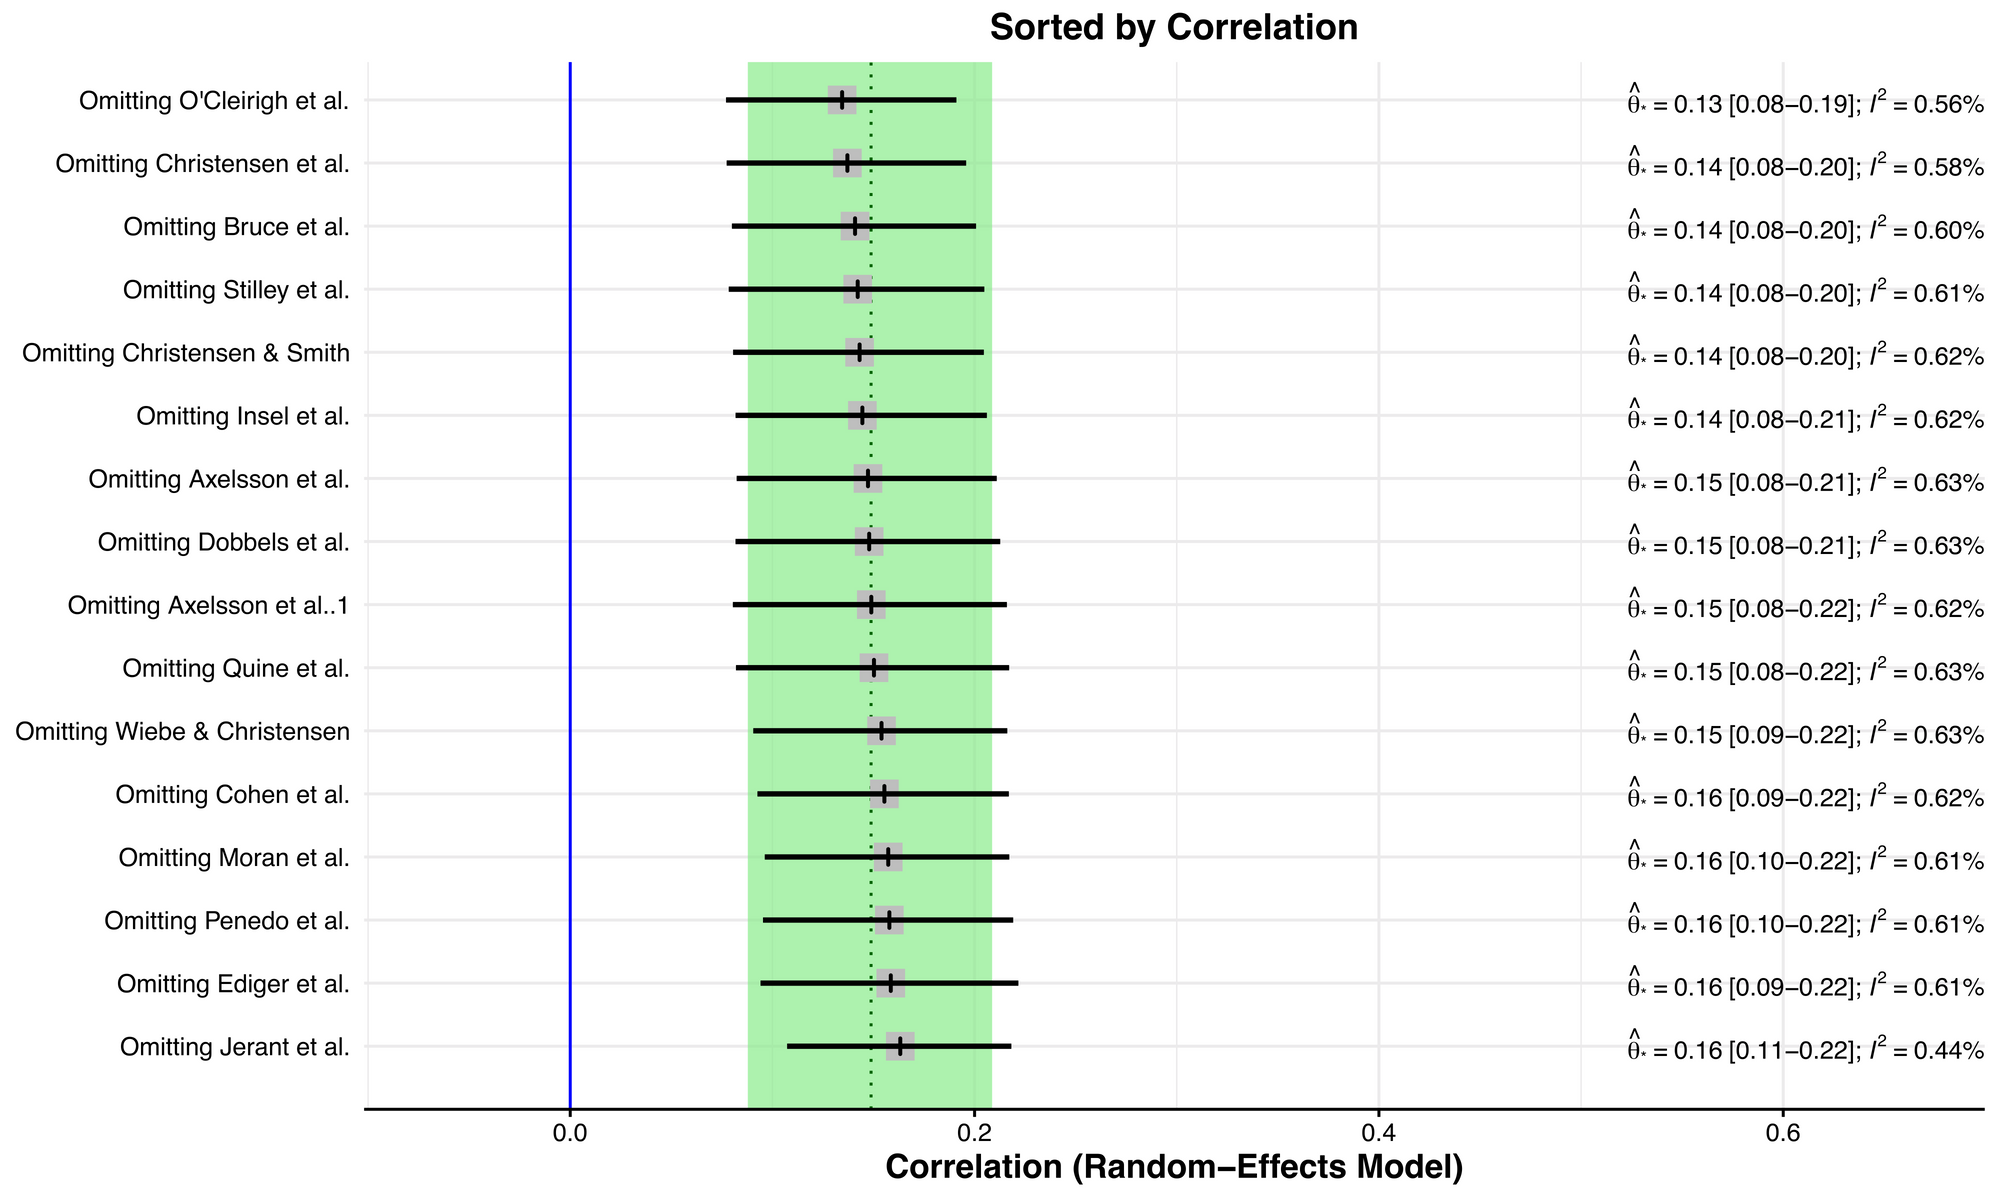 Sorted by Correlation
Omitting O'Cleirigh et al. θ̂* = 0.13 [0.08−0.19]; I² = 0.56%
Omitting Christensen et al. θ̂* = 0.14 [0.08−0.20]; I² = 0.58%
Omitting Bruce et al. θ̂* = 0.14 [0.08−0.20]; I² = 0.60%
Omitting Stilley et al. θ̂* = 0.14 [0.08−0.20]; I² = 0.61%
Omitting Christensen & Smith θ̂* = 0.14 [0.08−0.20]; I² = 0.62%
Omitting Insel et al. θ̂* = 0.14 [0.08−0.21]; I² = 0.62%
Omitting Axelsson et al. θ̂* = 0.15 [0.08−0.21]; I² = 0.63%
Omitting Dobbels et al. θ̂* = 0.15 [0.08−0.21]; I² = 0.63%
Omitting Axelsson et al..1 θ̂* = 0.15 [0.08−0.22]; I² = 0.62%
Omitting Quine et al. θ̂* = 0.15 [0.08−0.22]; I² = 0.63%
Omitting Wiebe & Christensen θ̂* = 0.15 [0.09−0.22]; I² = 0.63%
Omitting Cohen et al. θ̂* = 0.16 [0.09−0.22]; I² = 0.62%
Omitting Moran et al. θ̂* = 0.16 [0.10−0.22]; I² = 0.61%
Omitting Penedo et al. θ̂* = 0.16 [0.10−0.22]; I² = 0.61%
Omitting Ediger et al. θ̂* = 0.16 [0.09−0.22]; I² = 0.61%
Omitting Jerant et al. θ̂* = 0.16 [0.11−0.22]; I² = 0.44%
0.0 0.2 0.4 0.6
Correlation (Random−Effects Model)